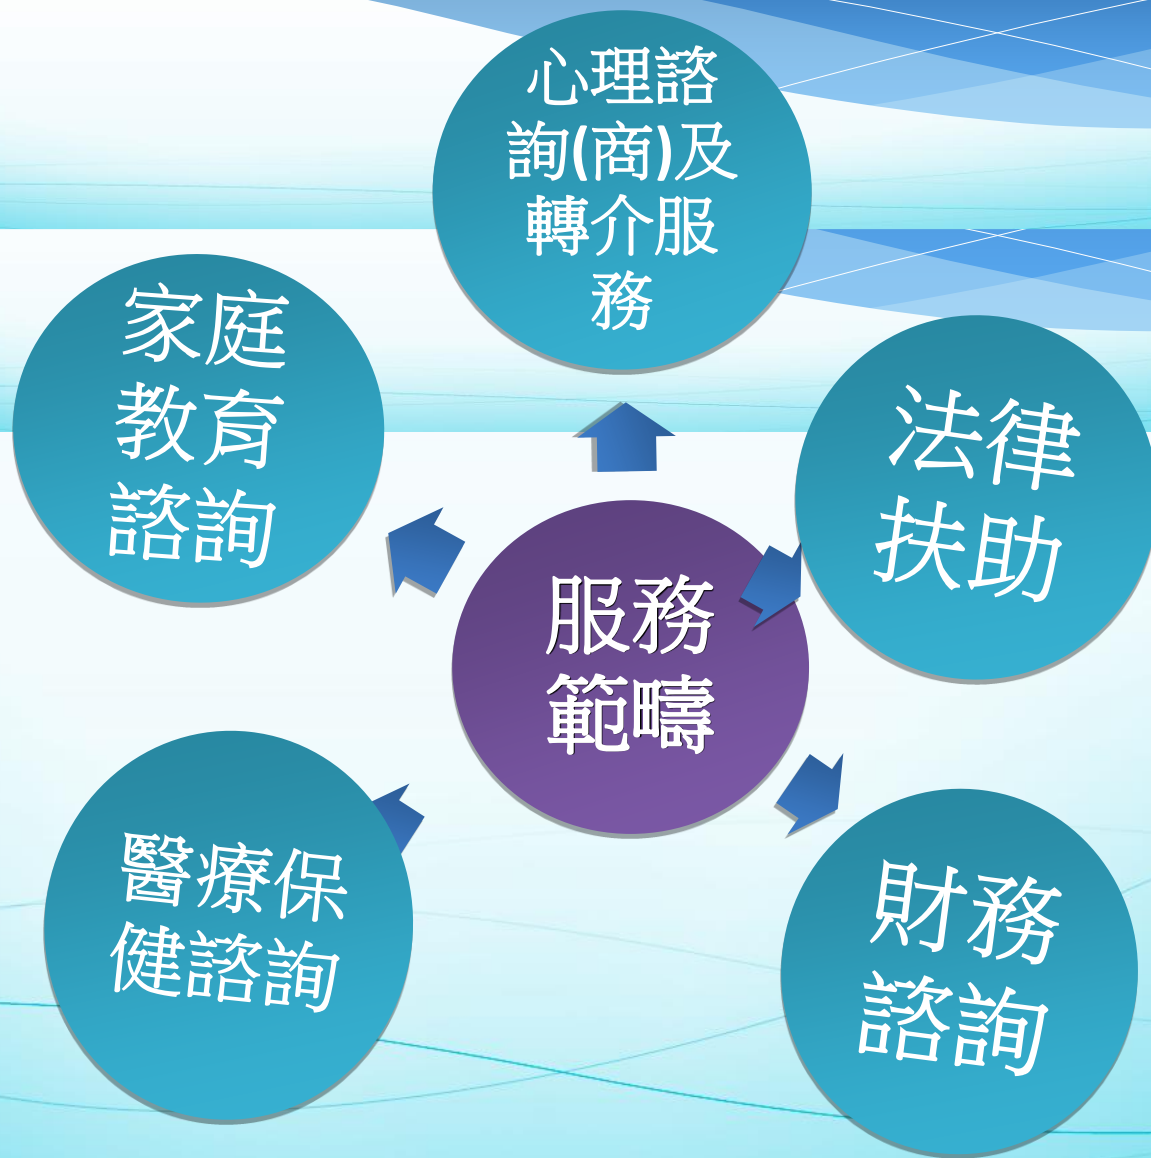 心理諮
詢(商)及
轉介服
務
家庭
教育
諮詢
法律
扶助
服務
範疇
醫療保
健諮詢
財務
諮詢